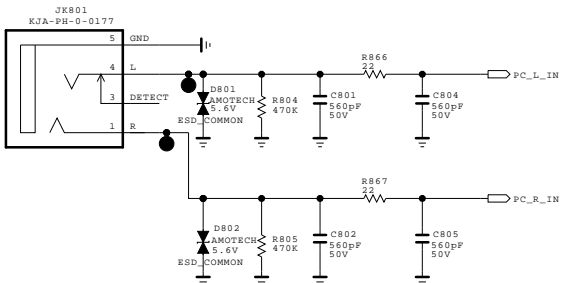 JK801
KJA-PH-0-0177
5 GND
4 L
3 DETECT
1 R
D801
AMOTECH
5.6V
ESD_COMMON
R804
470K
C801
560pF
50V
R866
22
C804
560pF
50V
PC_L_IN
D802
AMOTECH
5.6V
ESD_COMMON
R805
470K
C802
560pF
50V
R867
22
C805
560pF
50V
PC_R_IN